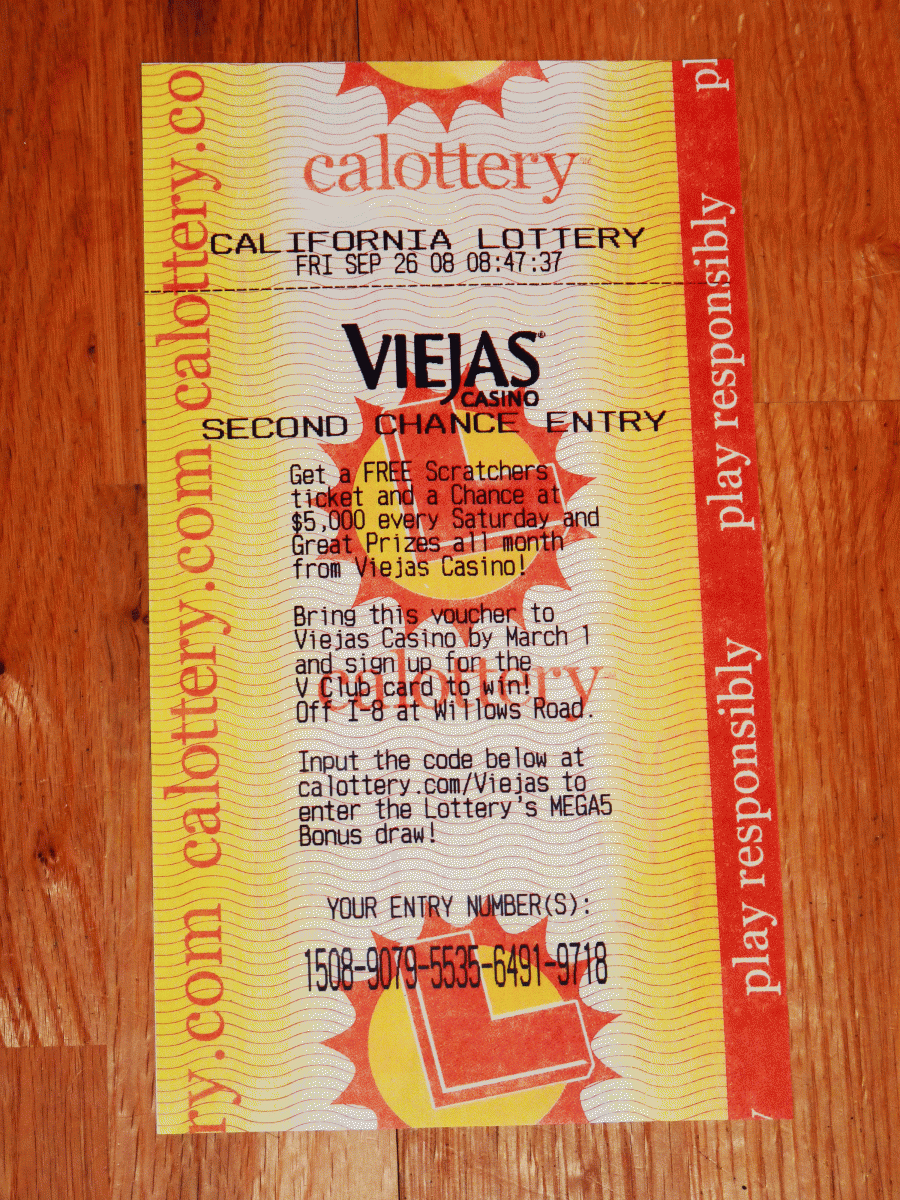 calottery
CALIFORNIA LOTTERY
FRI SEP 26 08 08:47:37
VIEJAS®
CASINO
SECOND CHANCE ENTRY
Get a FREE Scratchers
ticket and a Chance at
$5,000 every Saturday and
Great Prizes all month
from Viejas Casino!
Bring this voucher to
Viejas Casino by March 1
and sign up for the
V Club card to win!
Off I-8 at Willows Road.
calottery
Input the code below at
calottery.com/Viejas to
enter the Lottery's MEGA5
Bonus draw!
YOUR ENTRY NUMBER(S):
1508-9079-5535-6491-9718
ry.com calottery.com calottery.co
play responsibly play responsibly pl